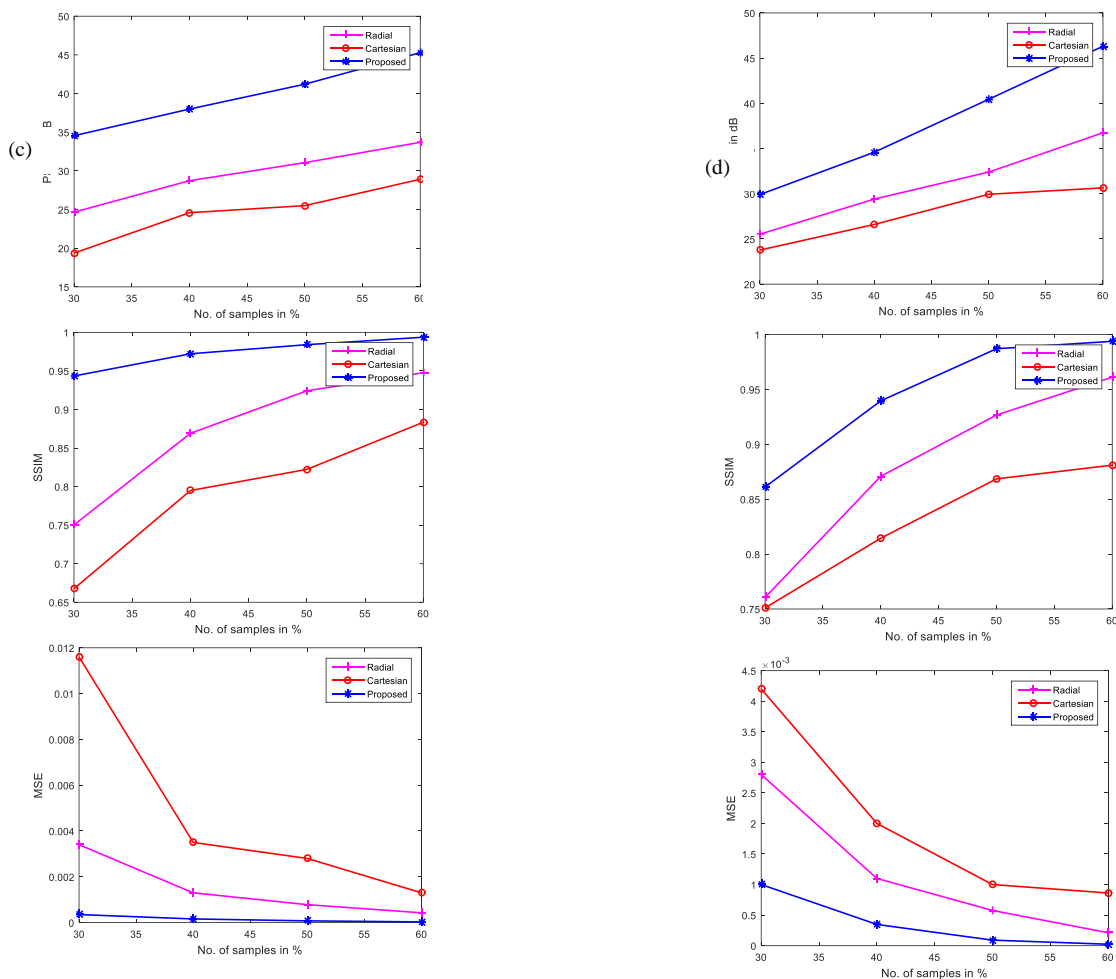 (c)
50
45
40
35
30
25
20
15
B
30 35 40 45 50 55 60
No. of samples in %
Radial
Cartesian
Proposed
(d)
50
45
40
30
25
20
in dB
30 35 40 45 50 55 60
No. of samples in %
Radial
Cartesian
Proposed
1
0.95
0.9
0.85
0.8
0.75
0.7
0.65
SSIM
30 35 40 45 50 55 60
No. of samples in %
Radial
Cartesian
Proposed
1
0.95
0.9
0.85
0.8
0.75
SSIM
30 35 40 45 50 55 60
No. of samples in %
Radial
Cartesian
Proposed
0.012
0.01
0.008
0.006
0.004
0.002
0
MSE
30 35 40 45 50 55 60
No. of samples in %
Radial
Cartesian
Proposed
× 10⁻³
4.5
4
3.5
3
2.5
2
1.5
1
0.5
0
MSE
30 35 40 45 50 55 60
No. of samples in %
Radial
Cartesian
Proposed